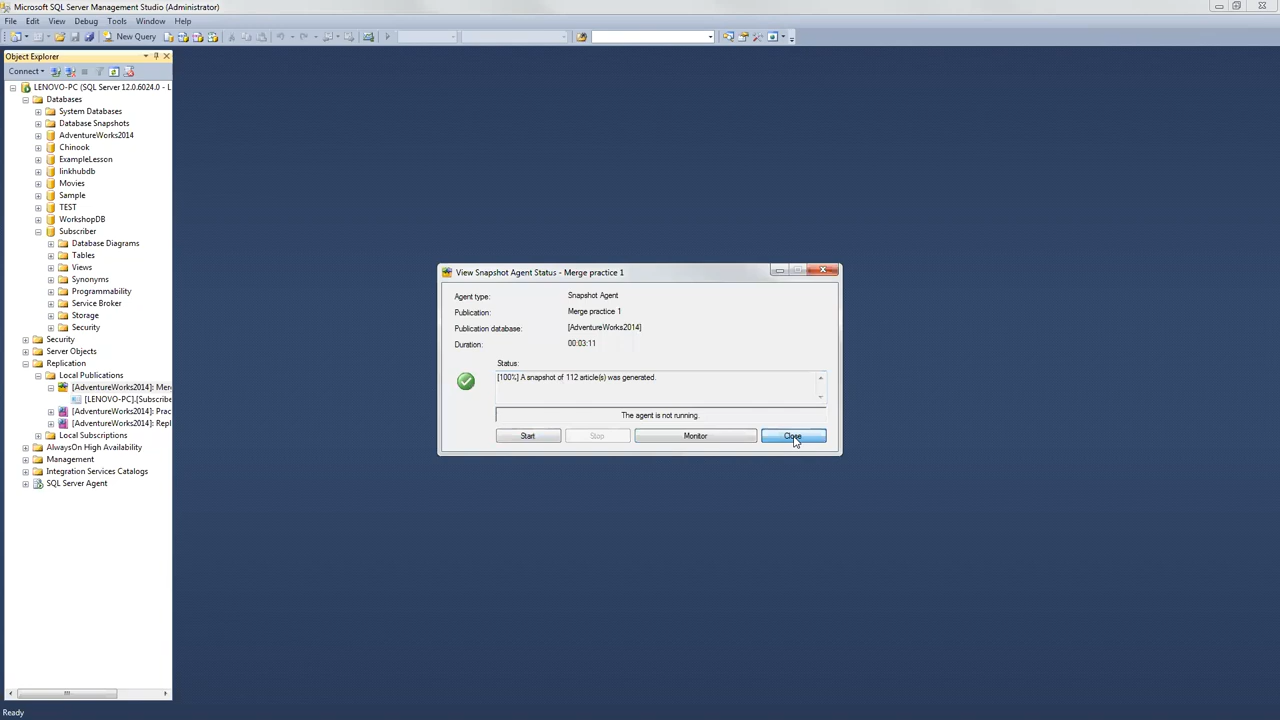 Microsoft SQL Server Management Studio (Administrator)
File Edit View Debug Tools Window Help
New Query
Object Explorer
Connect
LENOVO-PC (SQL Server 12.0.6024.0 - L
Databases
System Databases
Database Snapshots
AdventureWorks2014
Chinook
ExampleLesson
linkhubdb
Movies
Sample
TEST
WorkshopDB
Subscriber
Database Diagrams
Tables
Views
Synonyms
Programmability
Service Broker
Storage
Security
Security
Server Objects
Replication
Local Publications
[AdventureWorks2014]: Mer
[LENOVO-PC].[Subscribe
[AdventureWorks2014]: Prac
[AdventureWorks2014]: Repl
Local Subscriptions
AlwaysOn High Availability
Management
Integration Services Catalogs
SQL Server Agent
View Snapshot Agent Status - Merge practice 1
Agent type: Snapshot Agent
Publication: Merge practice 1
Publication database: [AdventureWorks2014]
Duration: 00:03:11
Status:
[100%] A snapshot of 112 article(s) was generated.
The agent is not running.
Start Stop Monitor Close
Ready